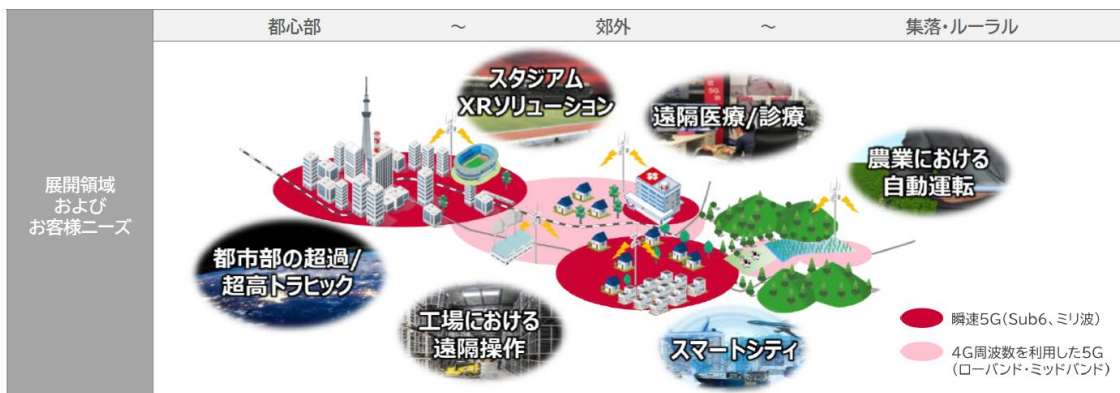 都心部 ～ 郊外 ～ 集落・ルーラル
展開領域
および
お客様ニーズ
スタジアム
XRソリューション
遠隔医療/診療
農業における
自動運転
都市部の超過/
超高トラヒック
工場における
遠隔操作
スマートシティ
瞬速5G(Sub6、ミリ波)
4G周波数を利用した5G
(ローバンド・ミッドバンド)
5G